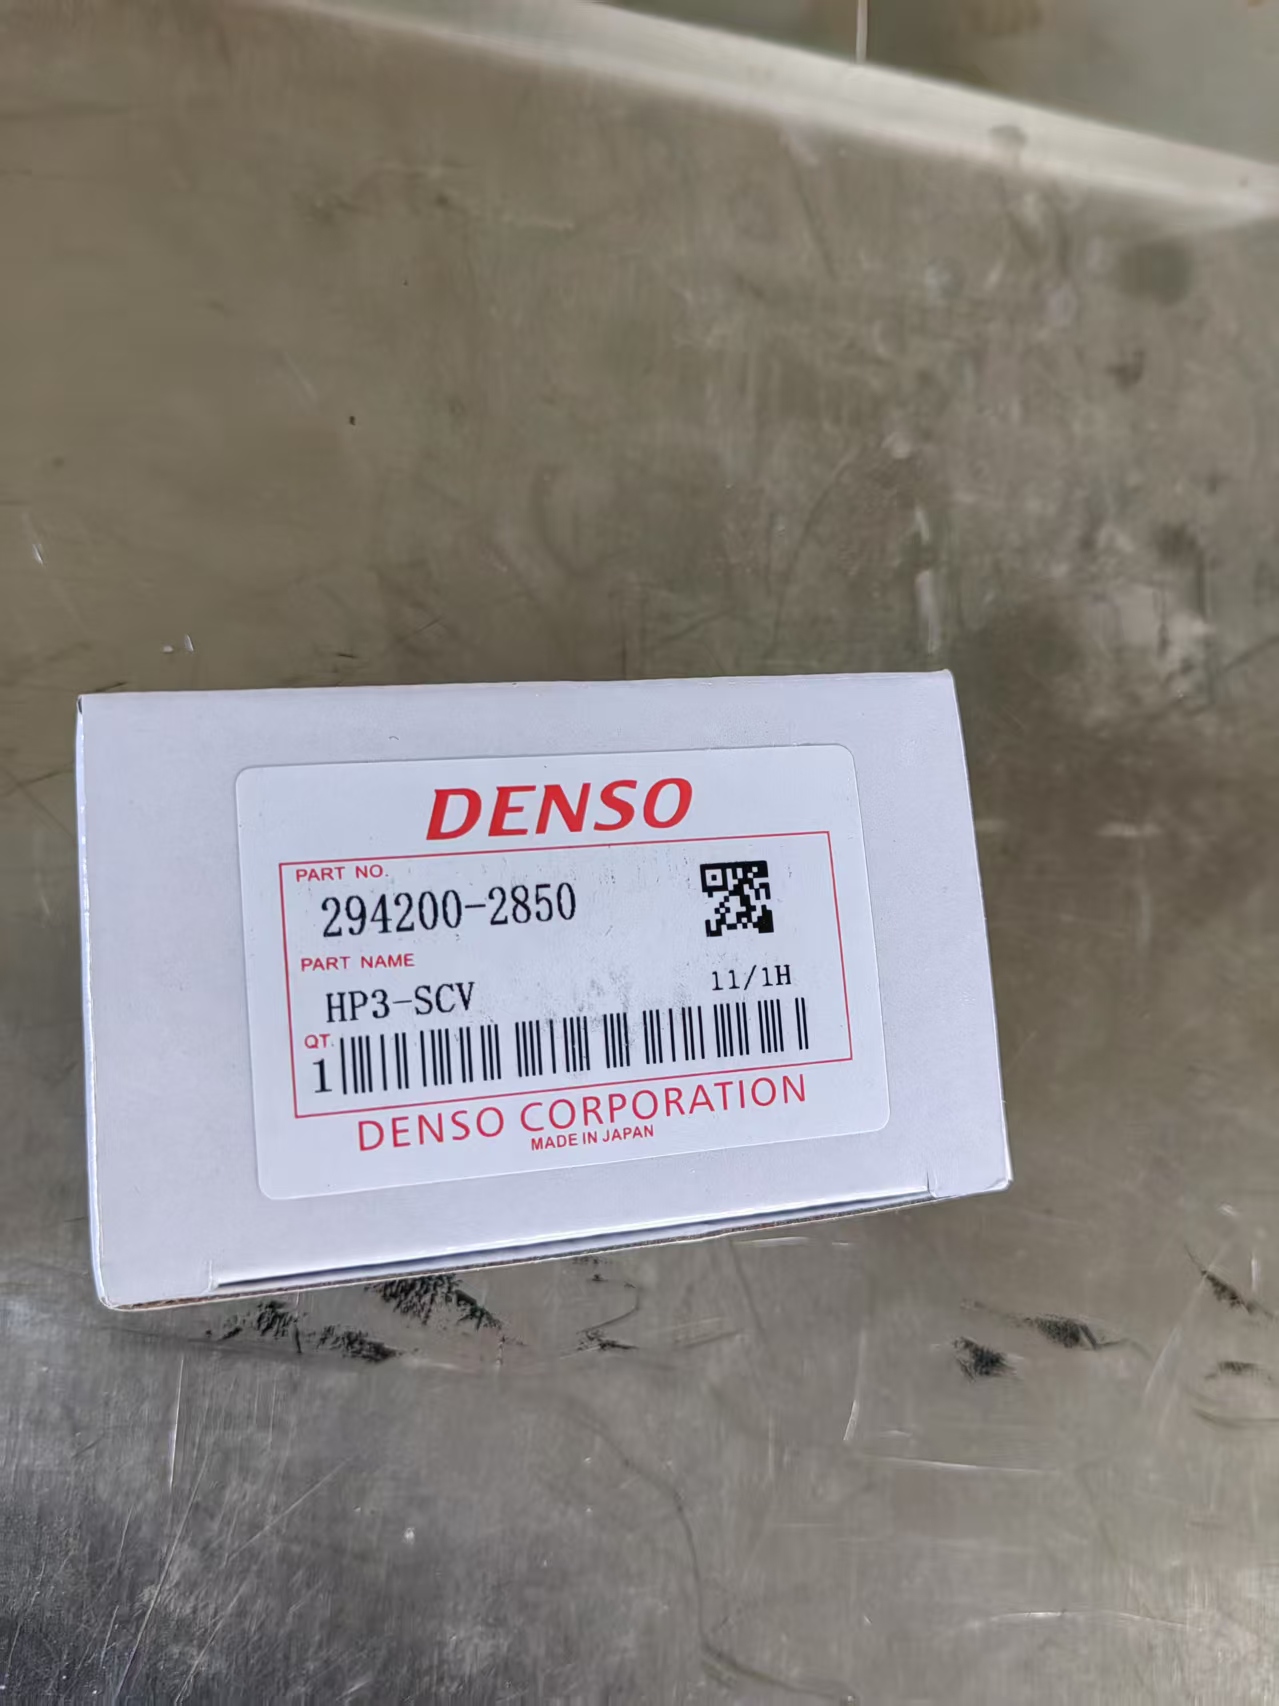 DENSO
PART NO.
294200-2850
PART NAME
HP3-SCV
11/1H
QT.
1
DENSO CORPORATION
MADE IN JAPAN